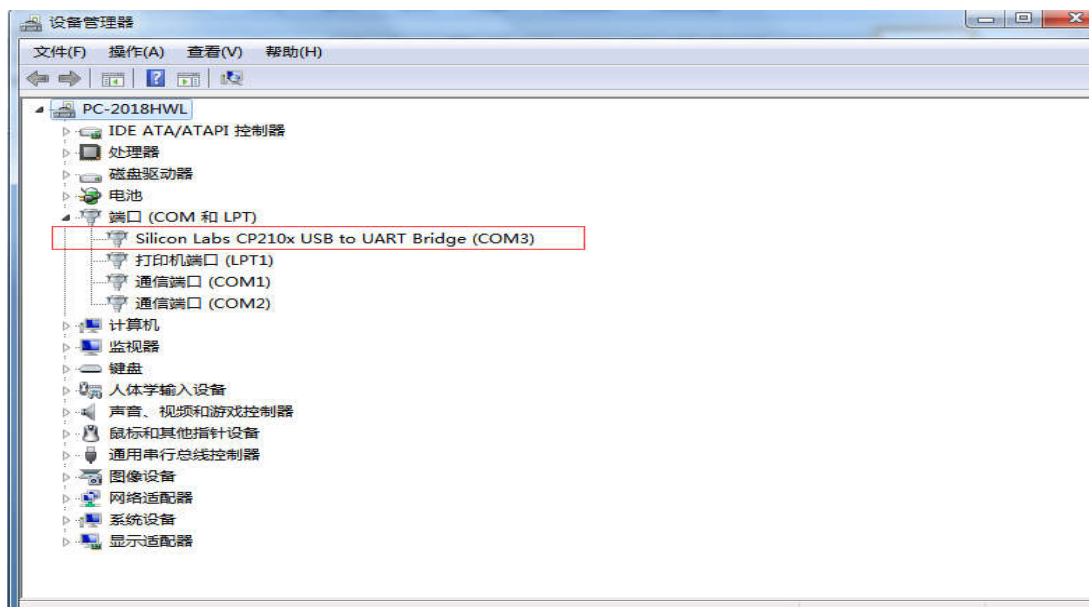 设备管理器
文件(F) 操作(A) 查看(V) 帮助(H)
PC-2018HWL
IDE ATA/ATAPI 控制器
处理器
磁盘驱动器
电池
端口 (COM 和 LPT)
Silicon Labs CP210x USB to UART Bridge (COM3)
打印机端口 (LPT1)
通信端口 (COM1)
通信端口 (COM2)
计算机
监视器
键盘
人体学输入设备
声音、视频和游戏控制器
鼠标和其他指针设备
通用串行总线控制器
图像设备
网络适配器
系统设备
显示适配器